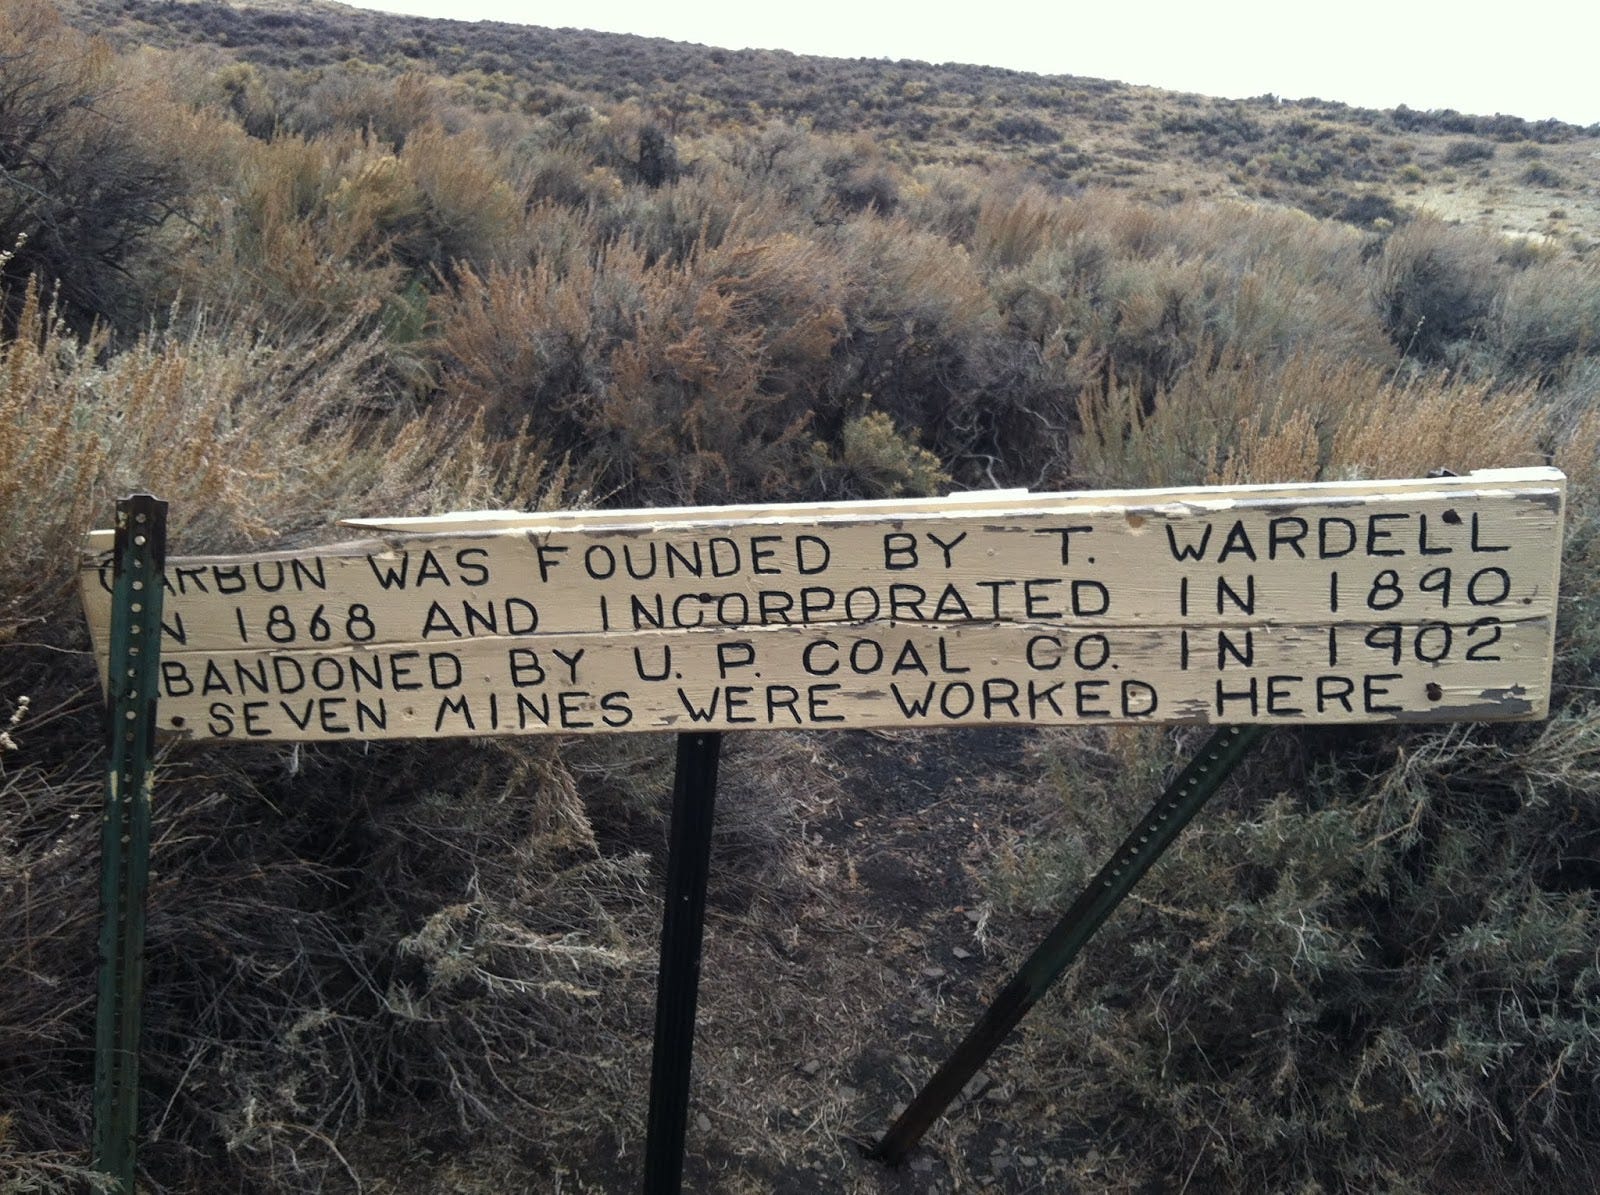 CARBON WAS FOUNDED BY T. WARDELL
IN 1868 AND INCORPORATED IN 1890.
ABANDONED BY U. P. COAL CO. IN 1902
SEVEN MINES WERE WORKED HERE